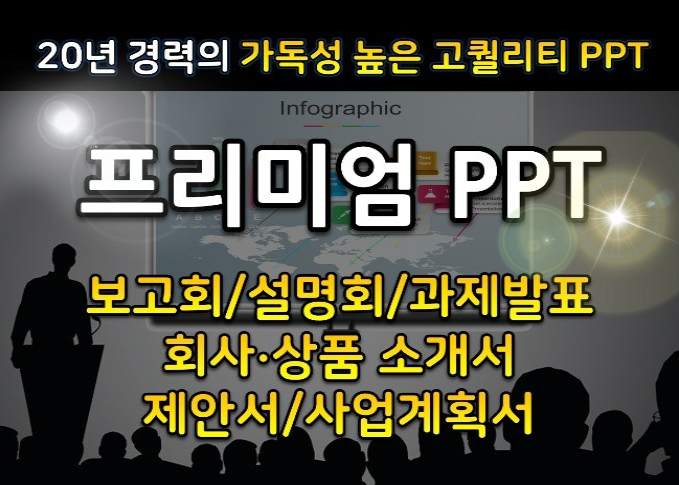 20년 경력의 가독성 높은 고퀄리티 PPT
Infographic
프리미엄 PPT
보고회/설명회/과제발표
회사·상품 소개서
제안서/사업계획서